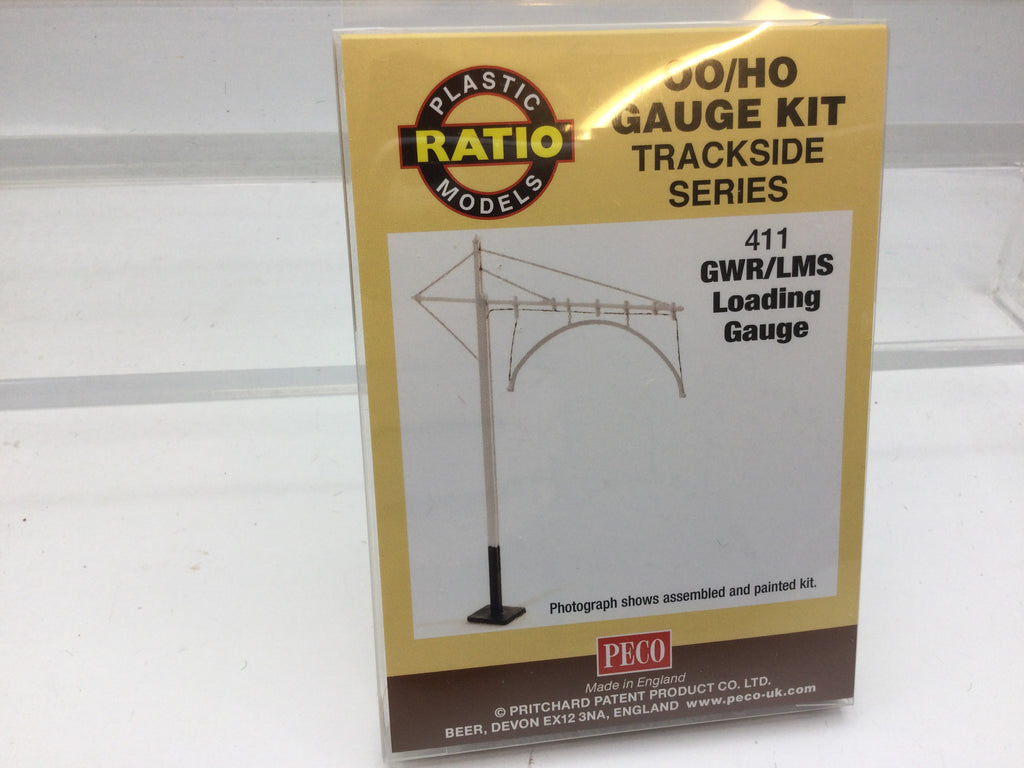 PLASTIC
RATIO
MODELS
OO/HO
GAUGE KIT
TRACKSIDE
SERIES
411
GWR/LMS
Loading
Gauge
Photograph shows assembled and painted kit.
PECO
Made in England
© PRITCHARD PATENT PRODUCT CO. LTD.
BEER, DEVON EX12 3NA, ENGLAND www.peco-uk.com